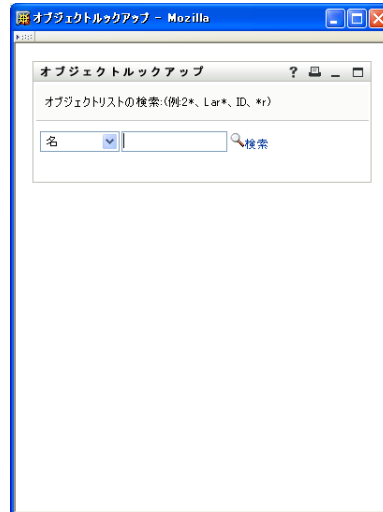 オブジェクトルックアップ - Mozilla
オブジェクトルックアップ
オブジェクトリストの検索:(例:2*、Lar*、ID、*r)
名 検索